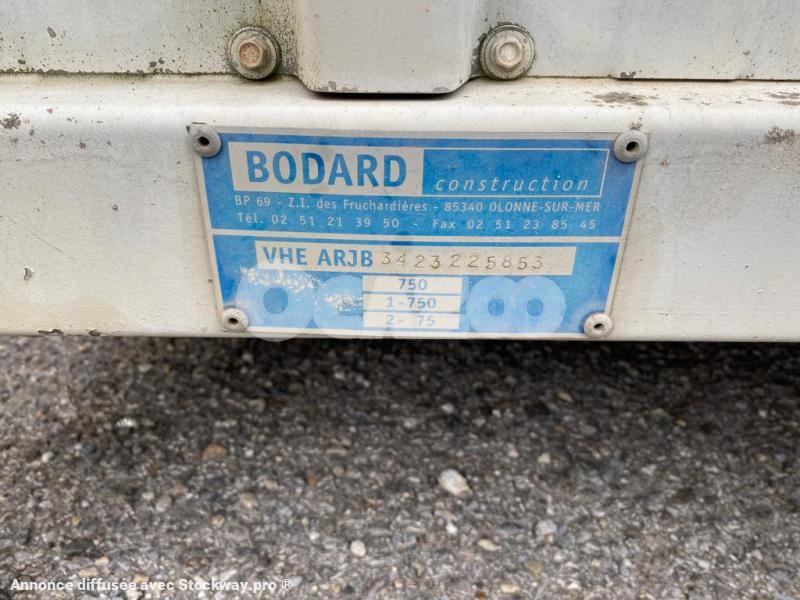 BODARD construction
BP 69 - Z.I. des Fruchardières - 85340 OLONNE-SUR-MER
Tél. 02 51 21 39 50 - Fax 02 51 23 85 45
VHE ARJB 3423225853
750
1-750
2- 75
Annonce diffusée avec Stockway.pro ®